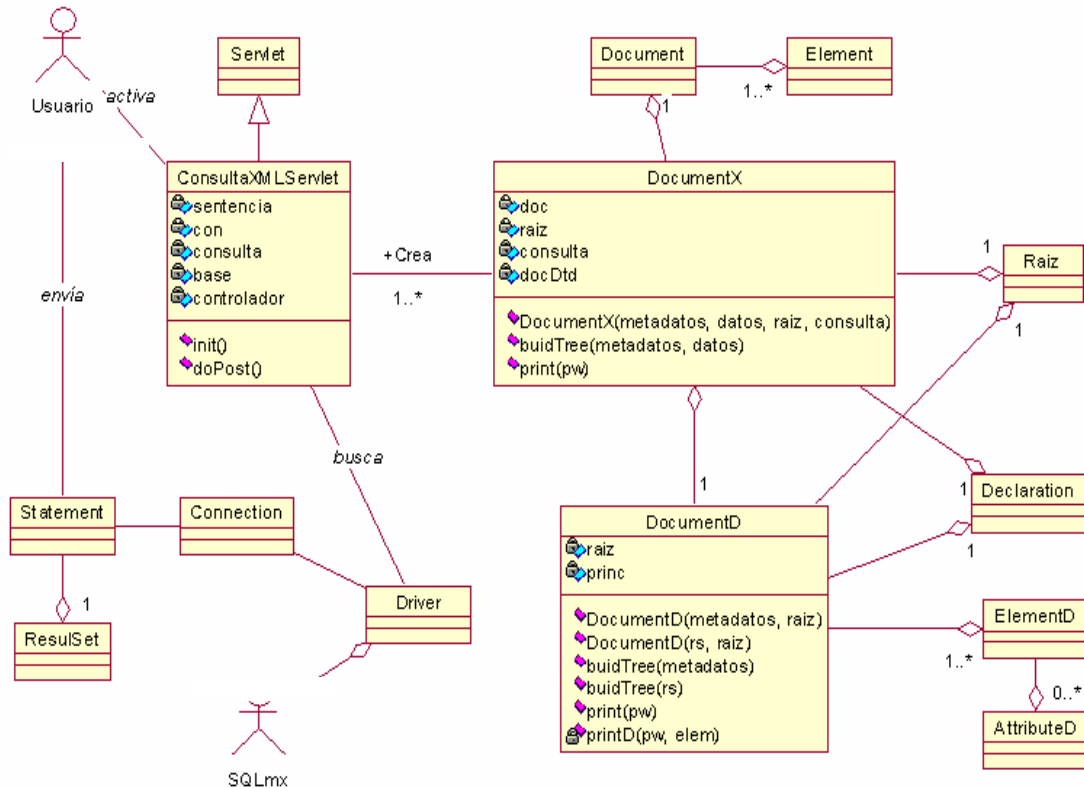 Usuario
activa
Servlet
Document
1
1..*
Element
ConsultaXMLServlet
sentencia
con
consulta
base
controlador
init()
doPost()
+Crea
1..*
DocumentX
doc
raiz
consulta
docDtd
DocumentX(metadatos, datos, raiz, consulta)
buidTree(metadatos, datos)
print(pw)
1
Raiz
1
envía
busca
1
1
Declaration
1
Statement
Connection
1
ResulSet
Driver
SQLmx
DocumentD
raiz
princ
DocumentD(metadatos, raiz)
DocumentD(rs, raiz)
buidTree(metadatos)
buidTree(rs)
print(pw)
printD(pw, elem)
ElementD
1..*
0..*
AttributeD